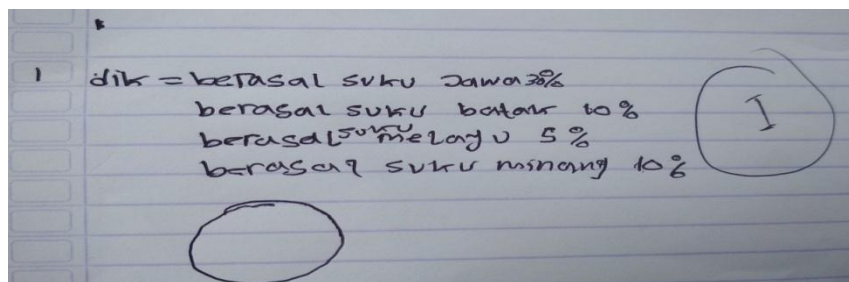 1 dik = berasal suku Jawa 30%
berasal suku batak 10%
berasal suku melayu 5%
berasal suku minang 10%
I